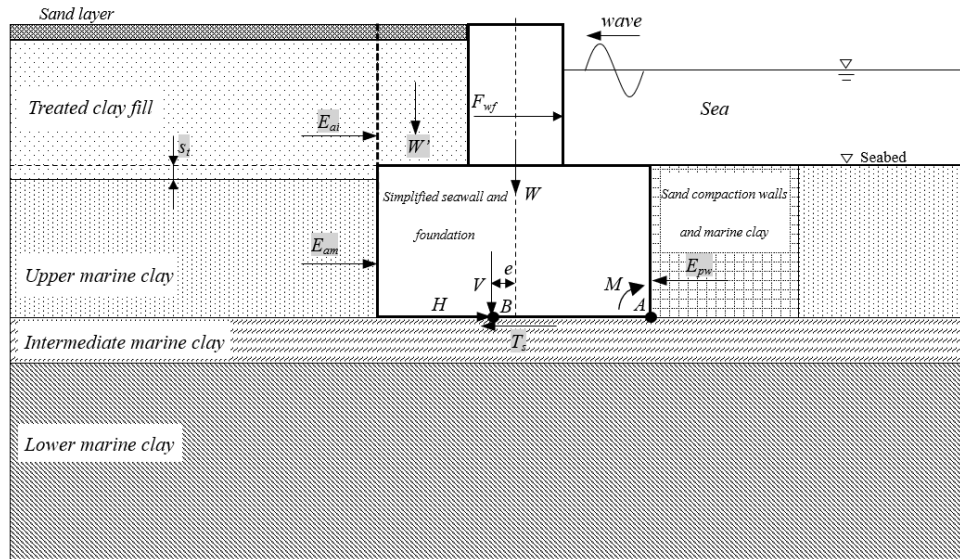 Sand layer
wave
Treated clay fill
F_wf
Sea
E_ai
W'
s_t
Seabed
W
Simplified seawall and
foundation
Sand compaction walls
and marine clay
E_am
Upper marine clay
e
V
M
E_pw
H
B
A
T_s
Intermediate marine clay
Lower marine clay